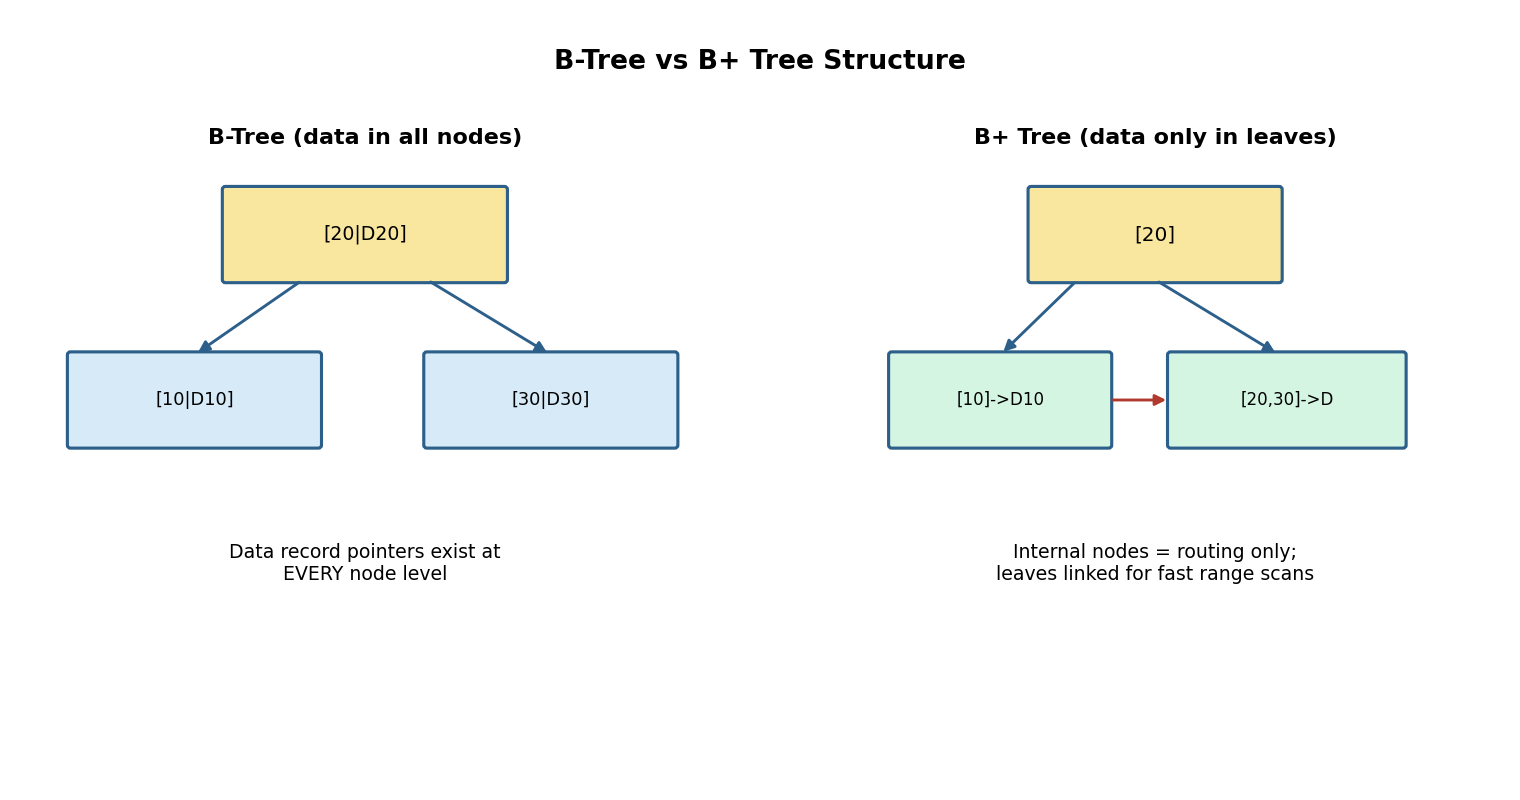 B-Tree vs B+ Tree Structure
B-Tree (data in all nodes)
[20|D20]
[10|D10]
[30|D30]
Data record pointers exist at
EVERY node level
B+ Tree (data only in leaves)
[20]
[10]->D10
[20,30]->D
Internal nodes = routing only;
leaves linked for fast range scans